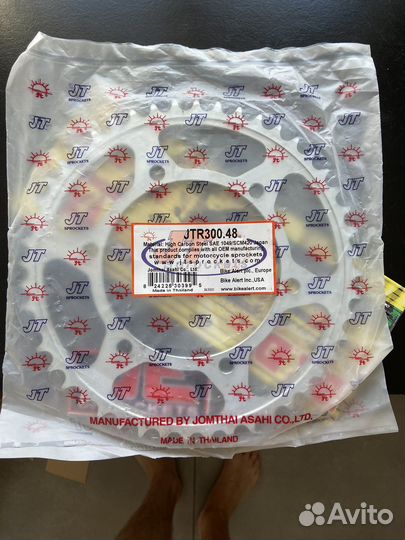 JT
SPROCKETS
JTR300.48
Material: High Carbon Steel SAE 1049/SCM420 Japan
This product complies with all OEM manufacturing
standards for motorcycle sprockets
www.jtsprockets.com
Jomthai Asahi Co., Ltd.
Bike Alert plc., Europe
Bike Alert Inc.,USA
Made in Thailand
www.bikealert.com
MANUFACTURED BY JOMTHAI ASAHI CO.,LTD.
MADE IN THAILAND
Avito